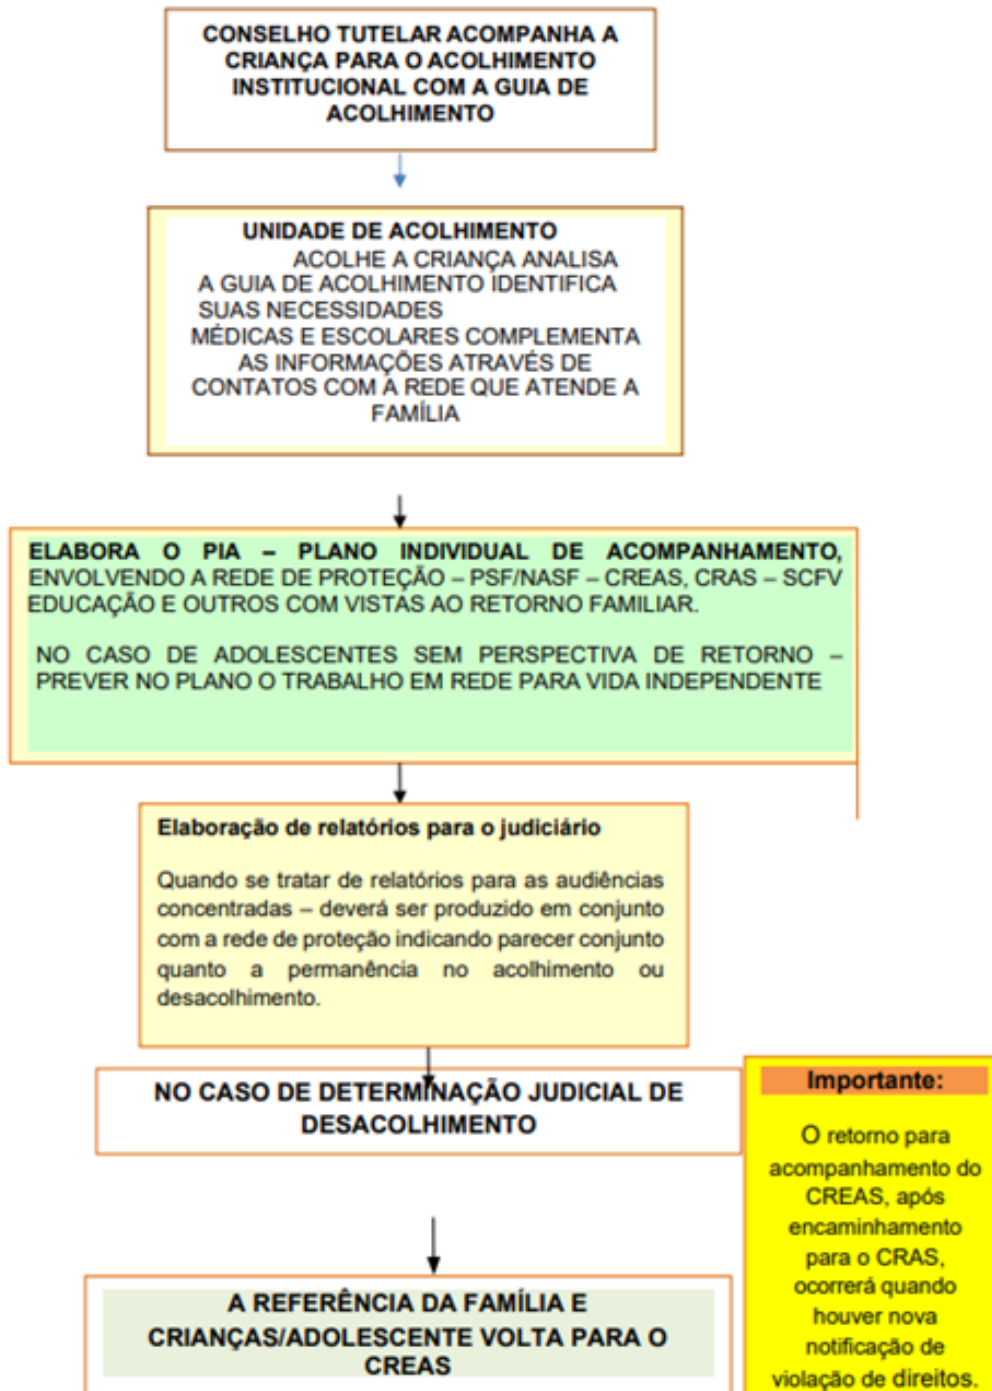 CONSELHO TUTELAR ACOMPANHA A
CRIANÇA PARA O ACOLHIMENTO
INSTITUCIONAL COM A GUIA DE
ACOLHIMENTO
UNIDADE DE ACOLHIMENTO
ACOLHE A CRIANÇA ANALISA
A GUIA DE ACOLHIMENTO IDENTIFICA
SUAS NECESSIDADES
MÉDICAS E ESCOLARES COMPLEMENTA
AS INFORMAÇÕES ATRAVÉS DE
CONTATOS COM A REDE QUE ATENDE A
FAMÍLIA
ELABORA O PIA – PLANO INDIVIDUAL DE ACOMPANHAMENTO,
ENVOLVENDO A REDE DE PROTEÇÃO – PSF/NASF – CREAS, CRAS – SCFV
EDUCAÇÃO E OUTROS COM VISTAS AO RETORNO FAMILIAR.
NO CASO DE ADOLESCENTES SEM PERSPECTIVA DE RETORNO –
PREVER NO PLANO O TRABALHO EM REDE PARA VIDA INDEPENDENTE
Elaboração de relatórios para o judiciário
Quando se tratar de relatórios para as audiências
concentradas – deverá ser produzido em conjunto
com a rede de proteção indicando parecer conjunto
quanto a permanência no acolhimento ou
desacolhimento.
NO CASO DE DETERMINAÇÃO JUDICIAL DE
DESACOLHIMENTO
A REFERÊNCIA DA FAMÍLIA E
CRIANÇAS/ADOLESCENTE VOLTA PARA O
CREAS
Importante:
O retorno para
acompanhamento do
CREAS, após
encaminhamento
para o CRAS,
ocorrerá quando
houver nova
notificação de
violação de direitos.